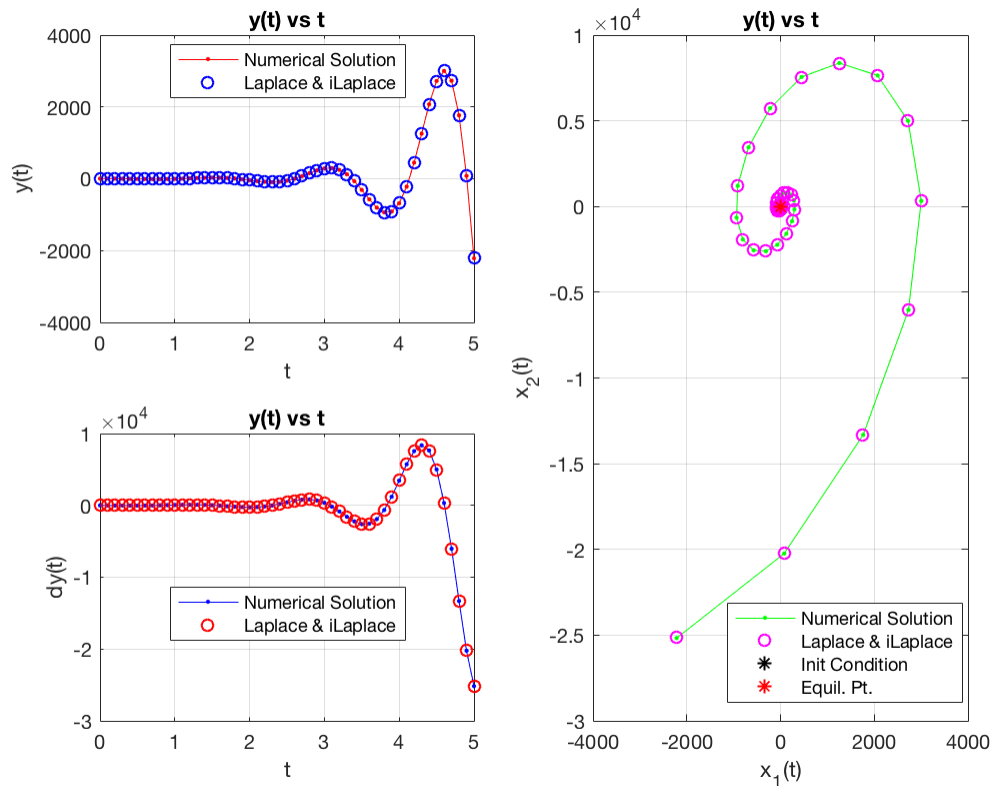 y(t) vs t
4000
2000
0
-2000
-4000
y(t)
0 1 2 3 4 5
t
Numerical Solution
Laplace & iLaplace
×10^4
y(t) vs t
1
0
-1
-2
-3
dy(t)
0 1 2 3 4 5
t
Numerical Solution
Laplace & iLaplace
×10^4
y(t) vs t
1
0.5
0
-0.5
-1
-1.5
-2
-2.5
-3
x_2(t)
-4000 -2000 0 2000 4000
x_1(t)
Numerical Solution
Laplace & iLaplace
Init Condition
Equil. Pt.